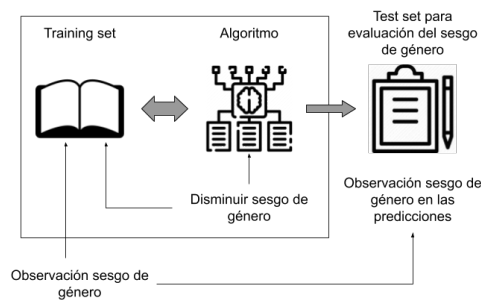 Training set
Algoritmo
Test set para
evaluación del sesgo
de género
Disminuir sesgo de
género
Observación sesgo de
género en las
predicciones
Observación sesgo de
género